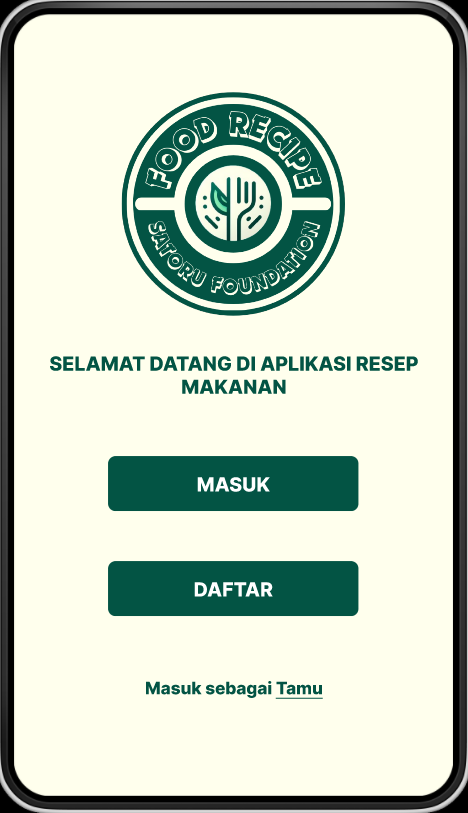 FOOD RECIPE
SATORU FOUNDATION
SELAMAT DATANG DI APLIKASI RESEP
MAKANAN
MASUK
DAFTAR
Masuk sebagai Tamu